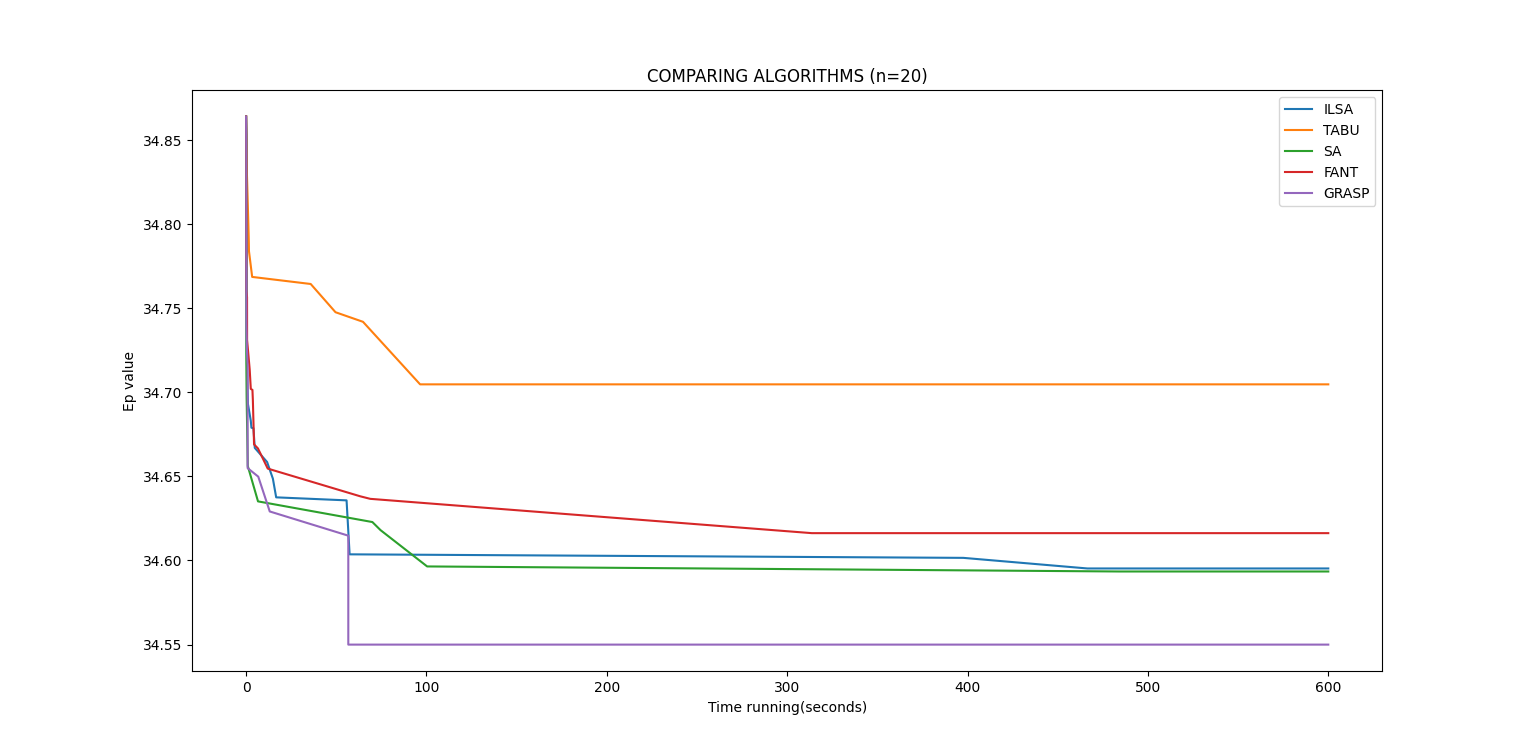 COMPARING ALGORITHMS (n=20)
ILSA
TABU
SA
FANT
GRASP
Ep value
34.85
34.80
34.75
34.70
34.65
34.60
34.55
0 100 200 300 400 500 600
Time running(seconds)